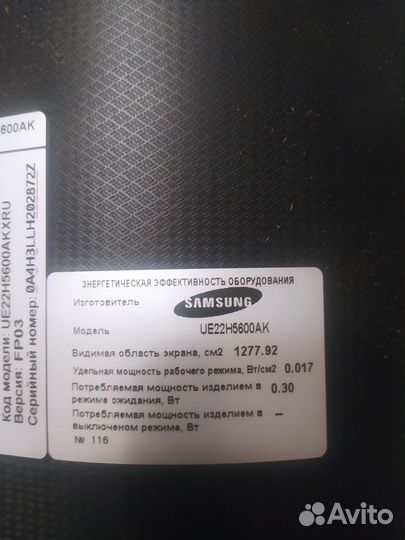 5600AK
Код модели: UE22H5600AKXRU
Версия: FP03
Серийный номер: 0A4H3LLH202872Z
ЭНЕРГЕТИЧЕСКАЯ ЭФФЕКТИВНОСТЬ ОБОРУДОВАНИЯ
Изготовитель SAMSUNG
Модель UE22H5600AK
Видимая область экрана, см2 1277.92
Удельная мощность рабочего режима, Вт/см2 0.017
Потребляемая мощность изделием в 0.30
режиме ожидания, Вт
Потребляемая мощность изделием в –
выключеном режиме, Вт
№ 116
Avito